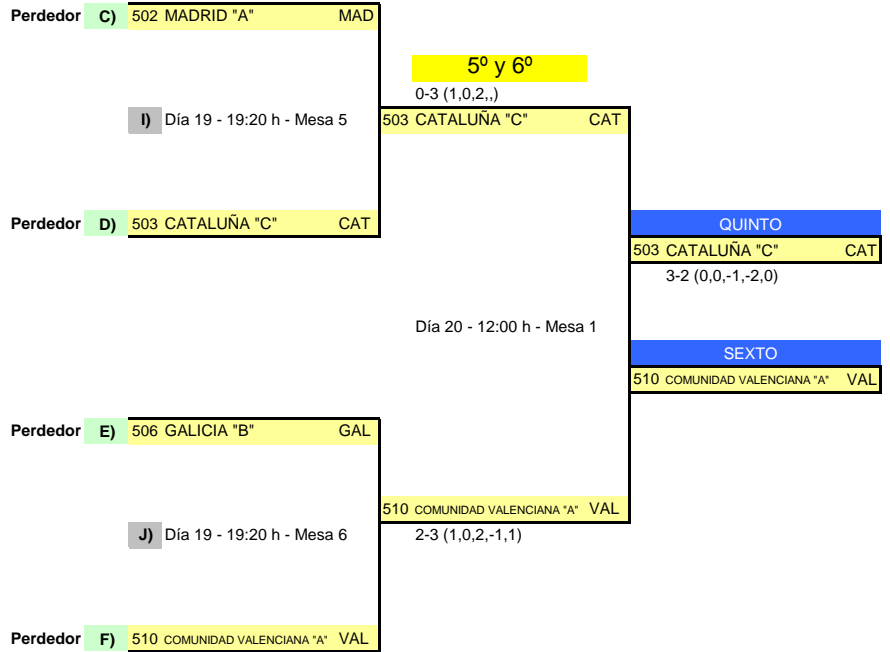 Perdedor C) 502 MADRID "A" MAD
5º y 6º
0-3 (1,0,2,,)
I) Día 19 - 19:20 h - Mesa 5
503 CATALUÑA "C" CAT
Perdedor D) 503 CATALUÑA "C" CAT
QUINTO
503 CATALUÑA "C" CAT
3-2 (0,0,-1,-2,0)
Día 20 - 12:00 h - Mesa 1
SEXTO
510 COMUNIDAD VALENCIANA "A" VAL
Perdedor E) 506 GALICIA "B" GAL
510 COMUNIDAD VALENCIANA "A" VAL
J) Día 19 - 19:20 h - Mesa 6
2-3 (1,0,2,-1,1)
Perdedor F) 510 COMUNIDAD VALENCIANA "A" VAL